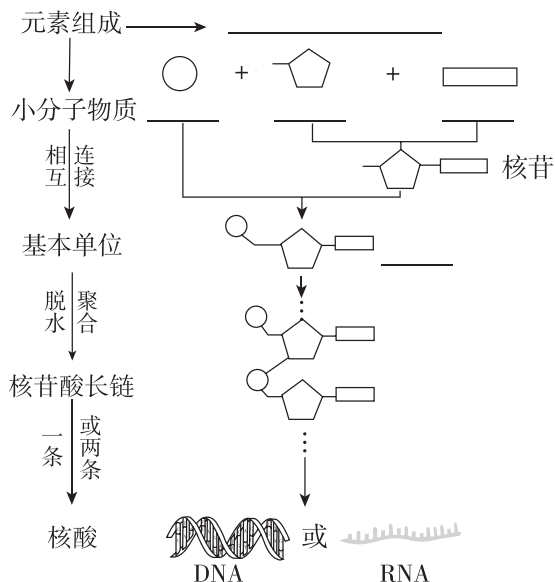 元素组成
+
+
小分子物质
相互
连接
核苷
基本单位
脱水
聚合
核苷酸长链
一条
或两条
核酸
或
DNA
RNA